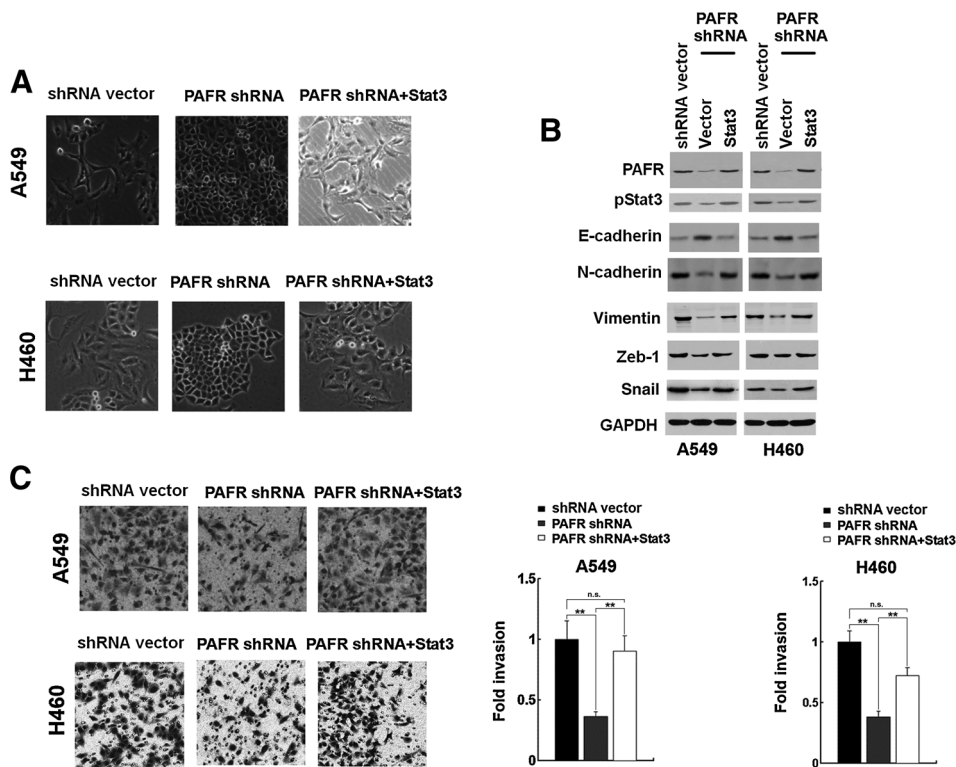 A
shRNA vector
PAFR shRNA
PAFR shRNA+Stat3
A549
shRNA vector
PAFR shRNA
PAFR shRNA+Stat3
H460
B
PAFR
shRNA
PAFR
shRNA
shRNA vector
Vector
Stat3
shRNA vector
Vector
Stat3
PAFR
pStat3
E-cadherin
N-cadherin
Vimentin
Zeb-1
Snail
GAPDH
A549
H460
C
shRNA vector
PAFR shRNA
PAFR shRNA+Stat3
A549
shRNA vector
PAFR shRNA
PAFR shRNA+Stat3
H460
shRNA vector
PAFR shRNA
PAFR shRNA+Stat3
A549
Fold invasion
1.5
1
0.5
0
n.s.
**
**
shRNA vector
PAFR shRNA
PAFR shRNA+Stat3
H460
Fold invasion
1.5
1
0.5
0
n.s.
**
**